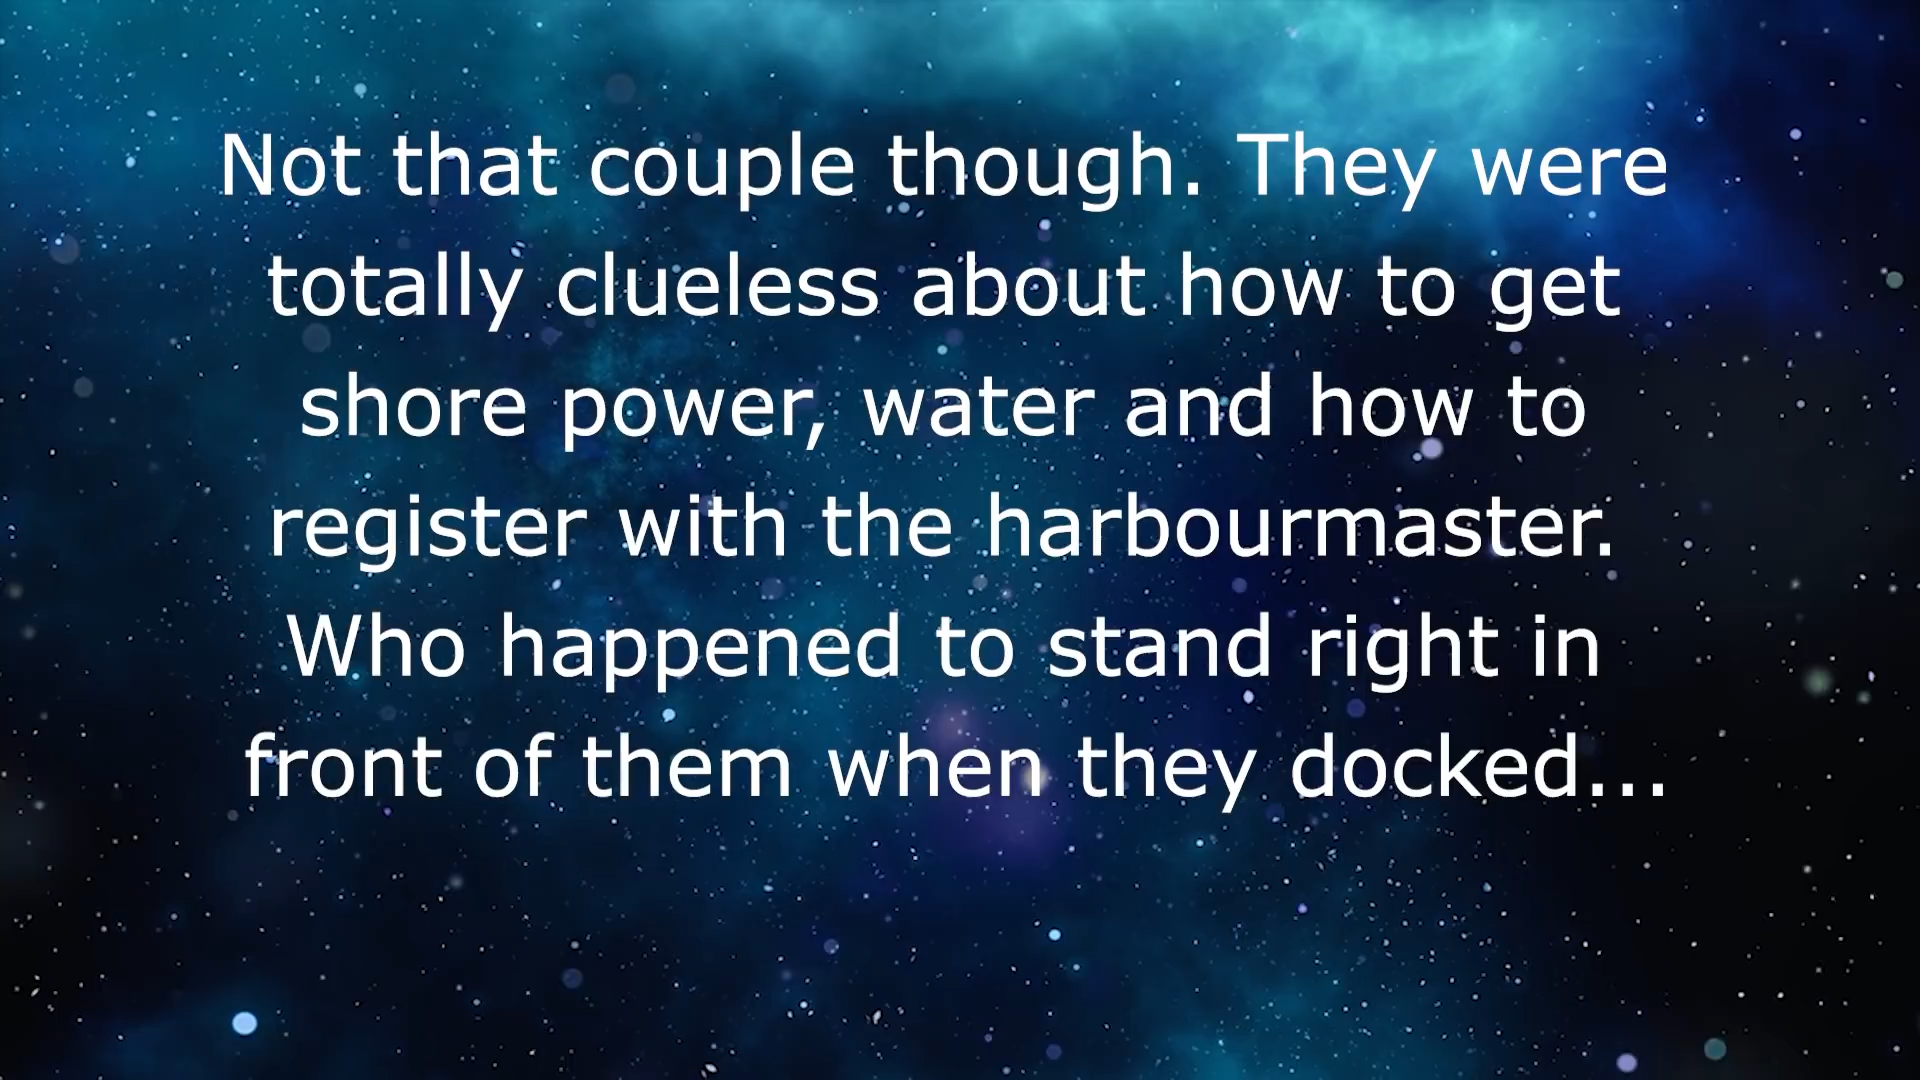 Not that couple though. They were
totally clueless about how to get
shore power, water and how to
register with the harbourmaster.
Who happened to stand right in
front of them when they docked...